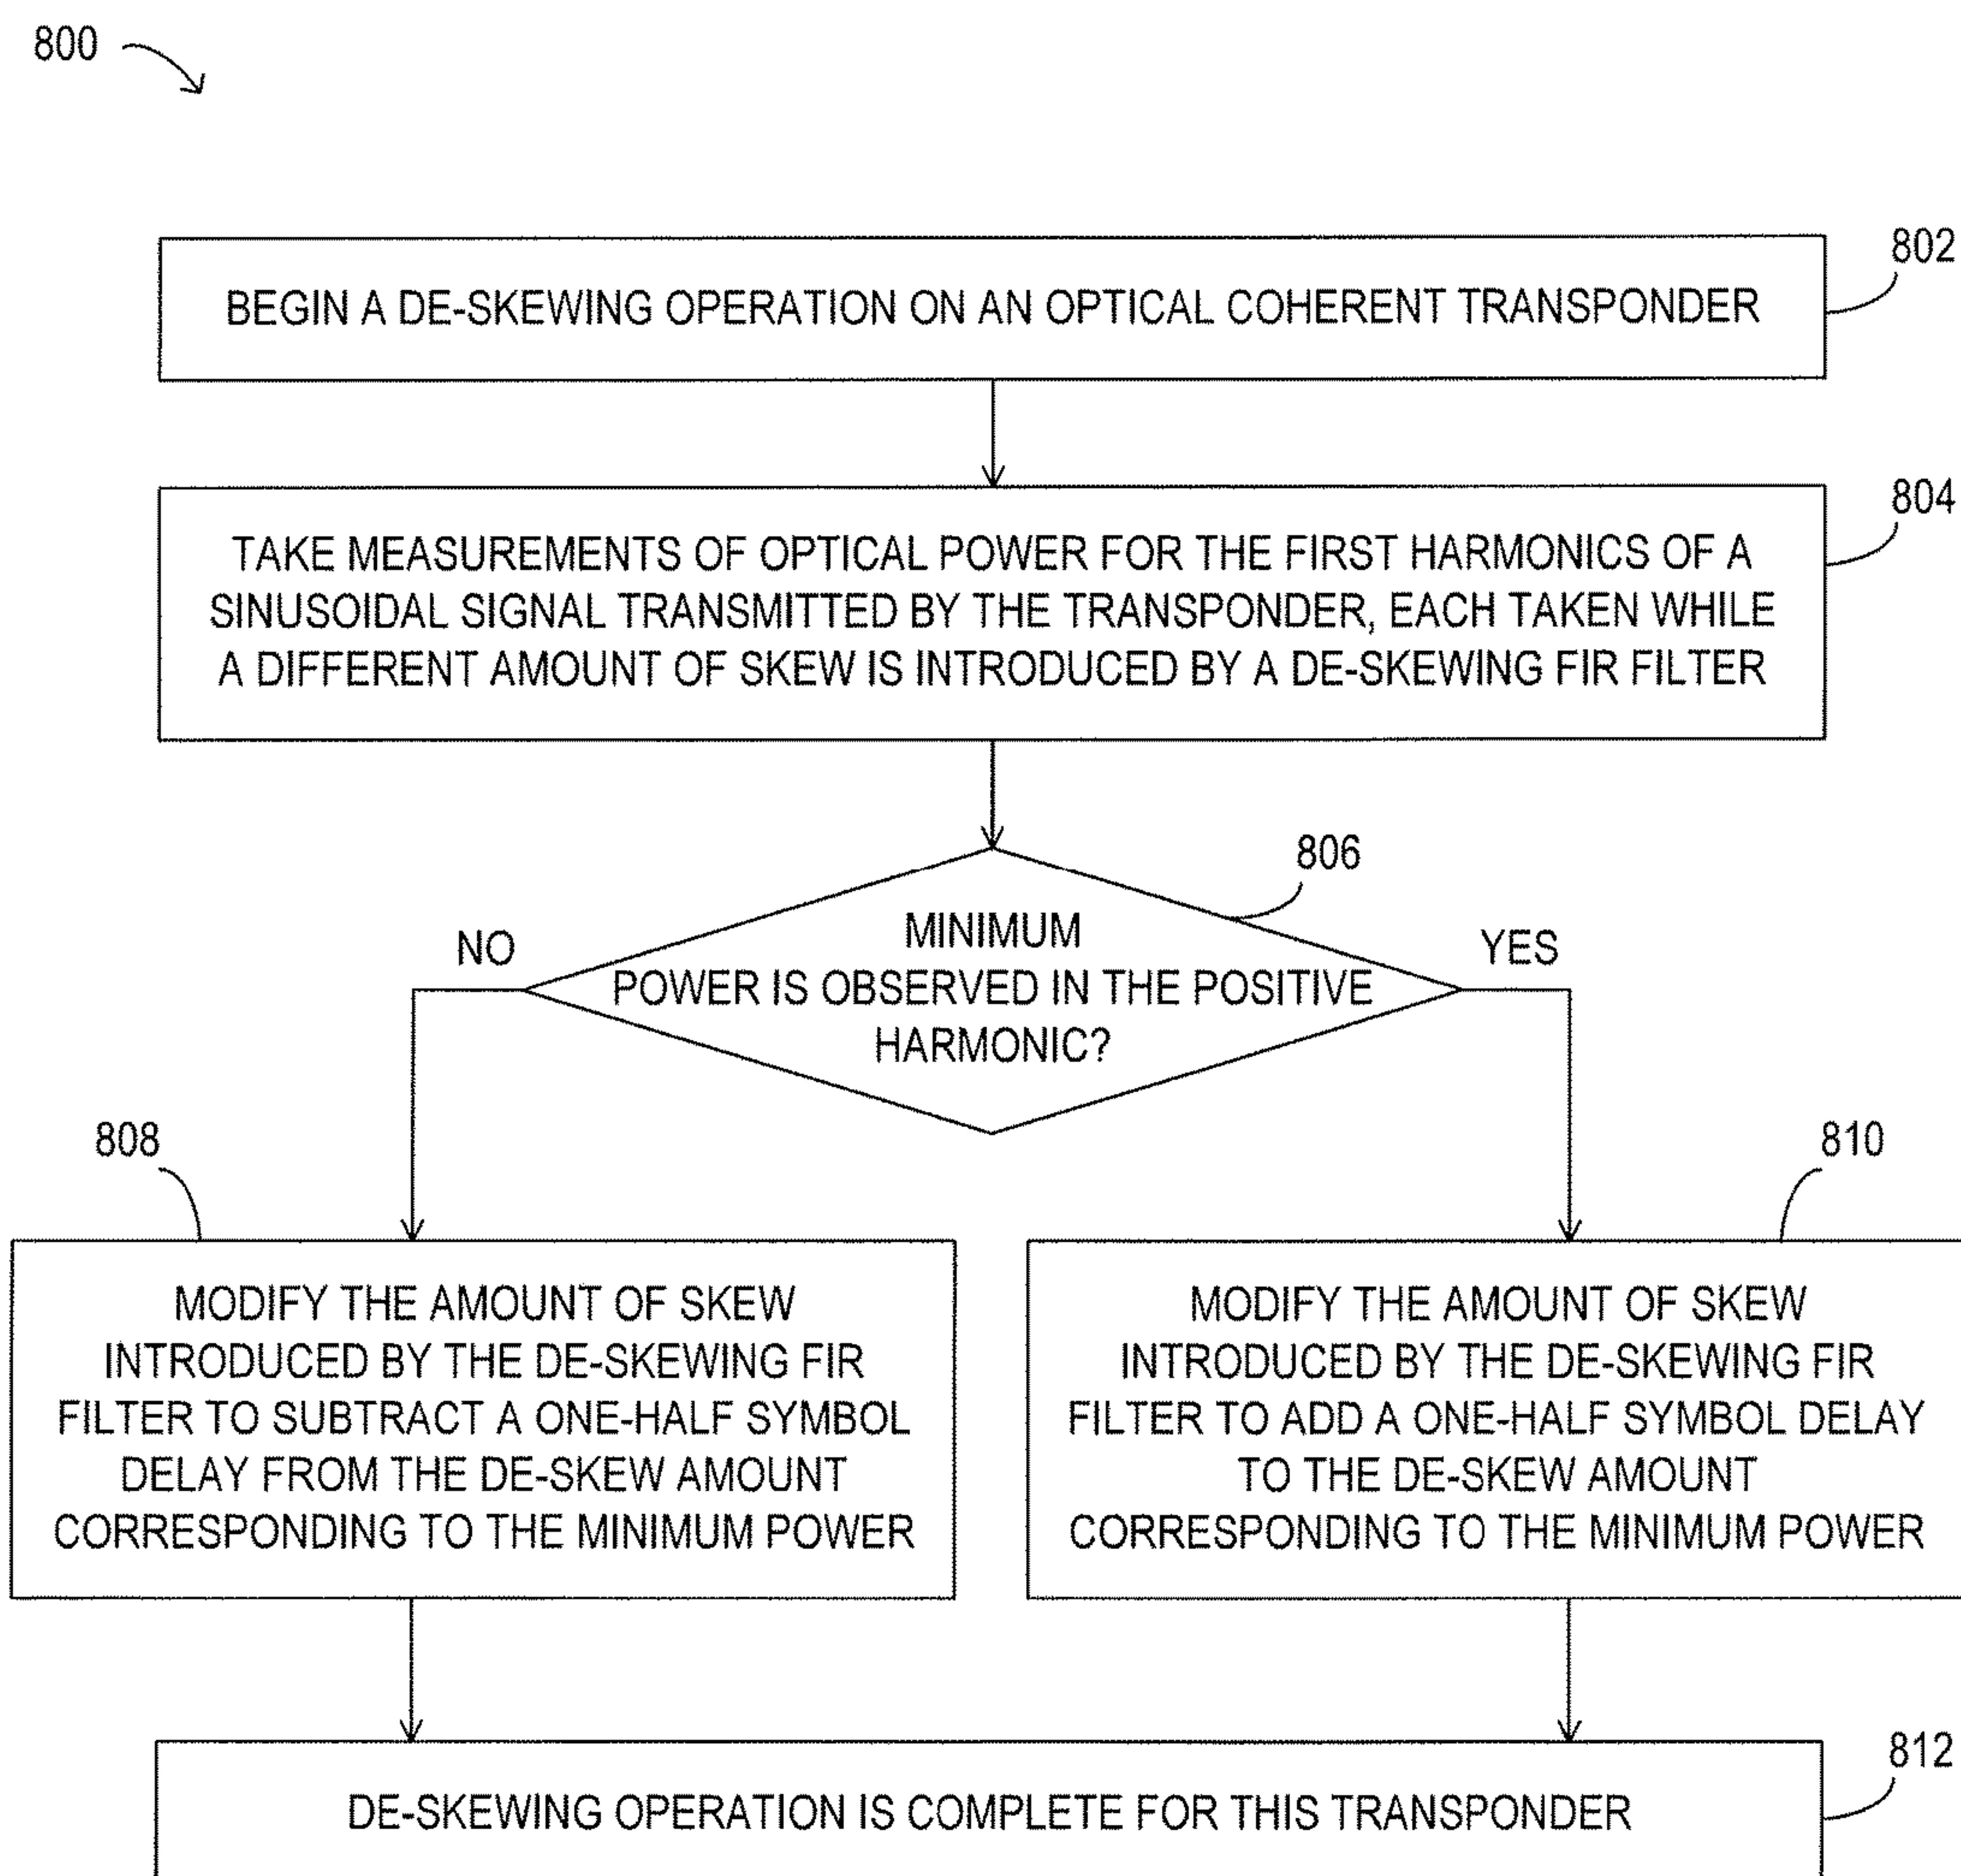 800
802
BEGIN A DE-SKEWING OPERATION ON AN OPTICAL COHERENT TRANSPONDER
804
TAKE MEASUREMENTS OF OPTICAL POWER FOR THE FIRST HARMONICS OF A
SINUSOIDAL SIGNAL TRANSMITTED BY THE TRANSPONDER, EACH TAKEN WHILE
A DIFFERENT AMOUNT OF SKEW IS INTRODUCED BY A DE-SKEWING FIR FILTER
806
NO
YES
MINIMUM
POWER IS OBSERVED IN THE POSITIVE
HARMONIC?
808
MODIFY THE AMOUNT OF SKEW
INTRODUCED BY THE DE-SKEWING FIR
FILTER TO SUBTRACT A ONE-HALF SYMBOL
DELAY FROM THE DE-SKEW AMOUNT
CORRESPONDING TO THE MINIMUM POWER
810
MODIFY THE AMOUNT OF SKEW
INTRODUCED BY THE DE-SKEWING FIR
FILTER TO ADD A ONE-HALF SYMBOL DELAY
TO THE DE-SKEW AMOUNT
CORRESPONDING TO THE MINIMUM POWER
812
DE-SKEWING OPERATION IS COMPLETE FOR THIS TRANSPONDER